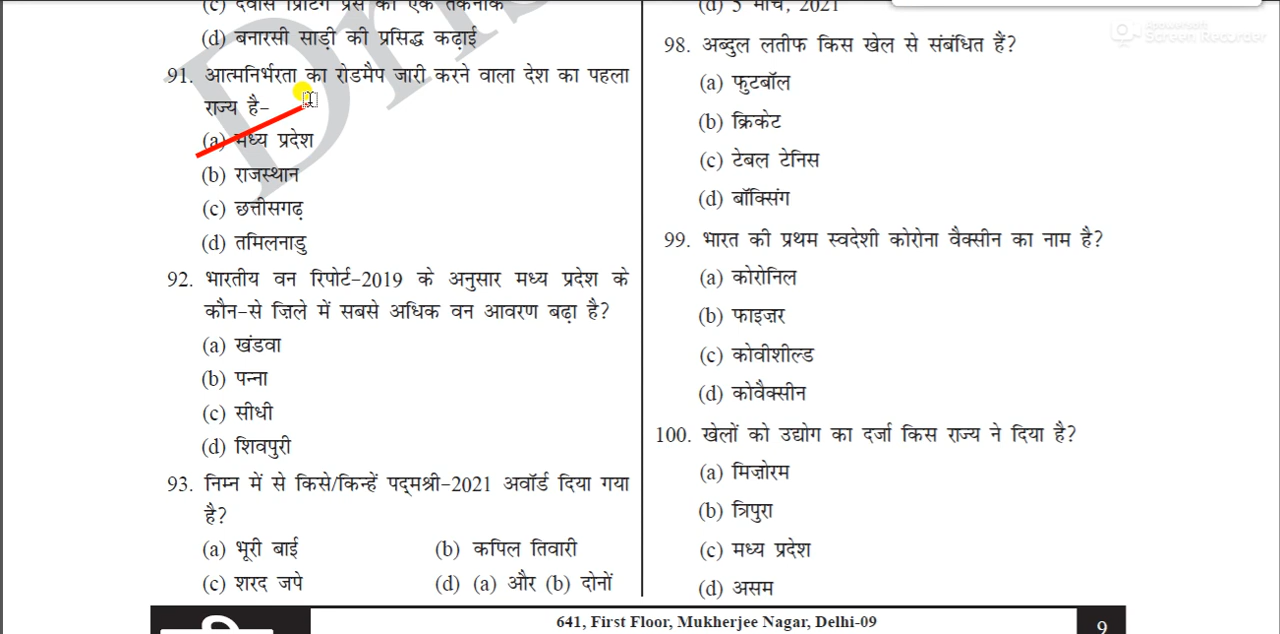 (c) देवास प्रिंटिंग प्रेस की एक तकनीक
(d) बनारसी साड़ी की प्रसिद्ध कढ़ाई
91. आत्मनिर्भरता का रोडमैप जारी करने वाला देश का पहला
राज्य है-
(a) मध्य प्रदेश
(b) राजस्थान
(c) छत्तीसगढ़
(d) तमिलनाडु
92. भारतीय वन रिपोर्ट-2019 के अनुसार मध्य प्रदेश के
कौन-से ज़िले में सबसे अधिक वन आवरण बढ़ा है?
(a) खंडवा
(b) पन्ना
(c) सीधी
(d) शिवपुरी
93. निम्न में से किसे/किन्हें पद्मश्री-2021 अवॉर्ड दिया गया
है?
(a) भूरी बाई (b) कपिल तिवारी
(c) शरद जपे (d) (a) और (b) दोनों
(d) 5 मार्च, 2021
98. अब्दुल लतीफ किस खेल से संबंधित हैं?
(a) फुटबॉल
(b) क्रिकेट
(c) टेबल टेनिस
(d) बॉक्सिंग
99. भारत की प्रथम स्वदेशी कोरोना वैक्सीन का नाम है?
(a) कोरोनिल
(b) फाइज़र
(c) कोवीशील्ड
(d) कोवैक्सीन
100. खेलों को उद्योग का दर्जा किस राज्य ने दिया है?
(a) मिज़ोरम
(b) त्रिपुरा
(c) मध्य प्रदेश
(d) असम
641, First Floor, Mukherjee Nagar, Delhi-09
9
Apowersoft
Screen Recorder